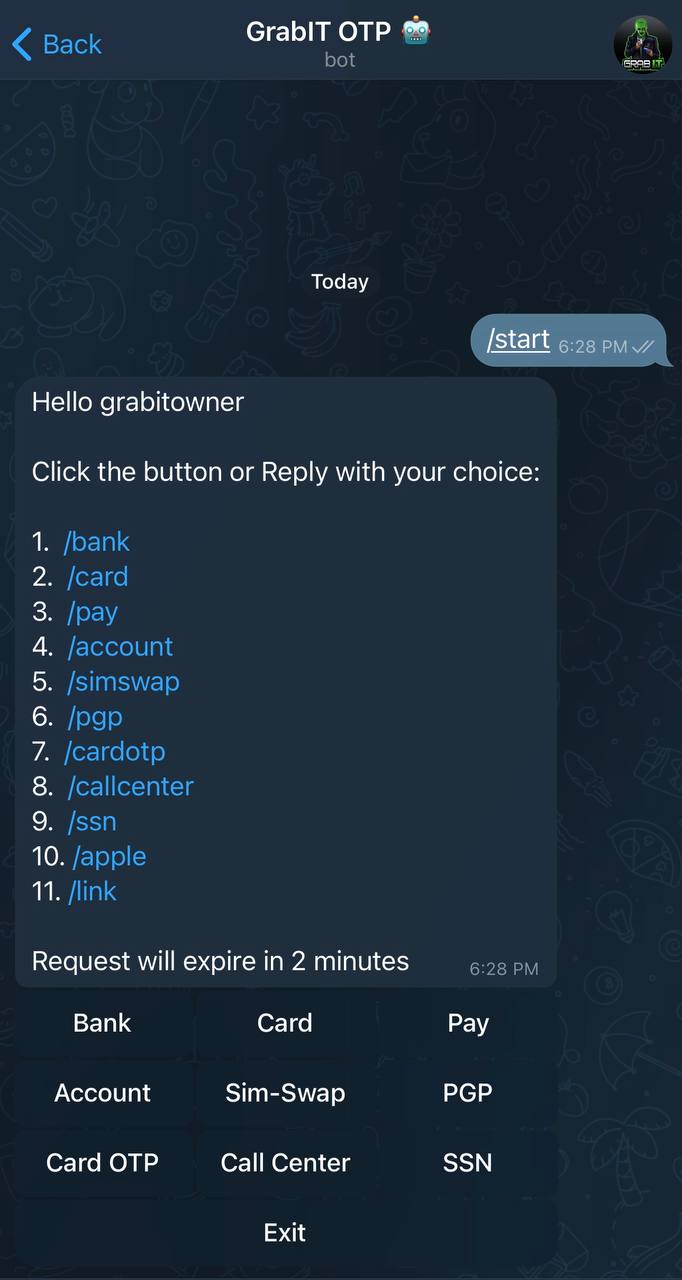 Back
GrabIT OTP 🤖
bot
GRAB IT
Today
/start 6:28 PM
Hello grabitowner
Click the button or Reply with your choice:
1. /bank
2. /card
3. /pay
4. /account
5. /simswap
6. /pgp
7. /cardotp
8. /callcenter
9. /ssn
10. /apple
11. /link
Request will expire in 2 minutes 6:28 PM
Bank Card Pay
Account Sim-Swap PGP
Card OTP Call Center SSN
Exit